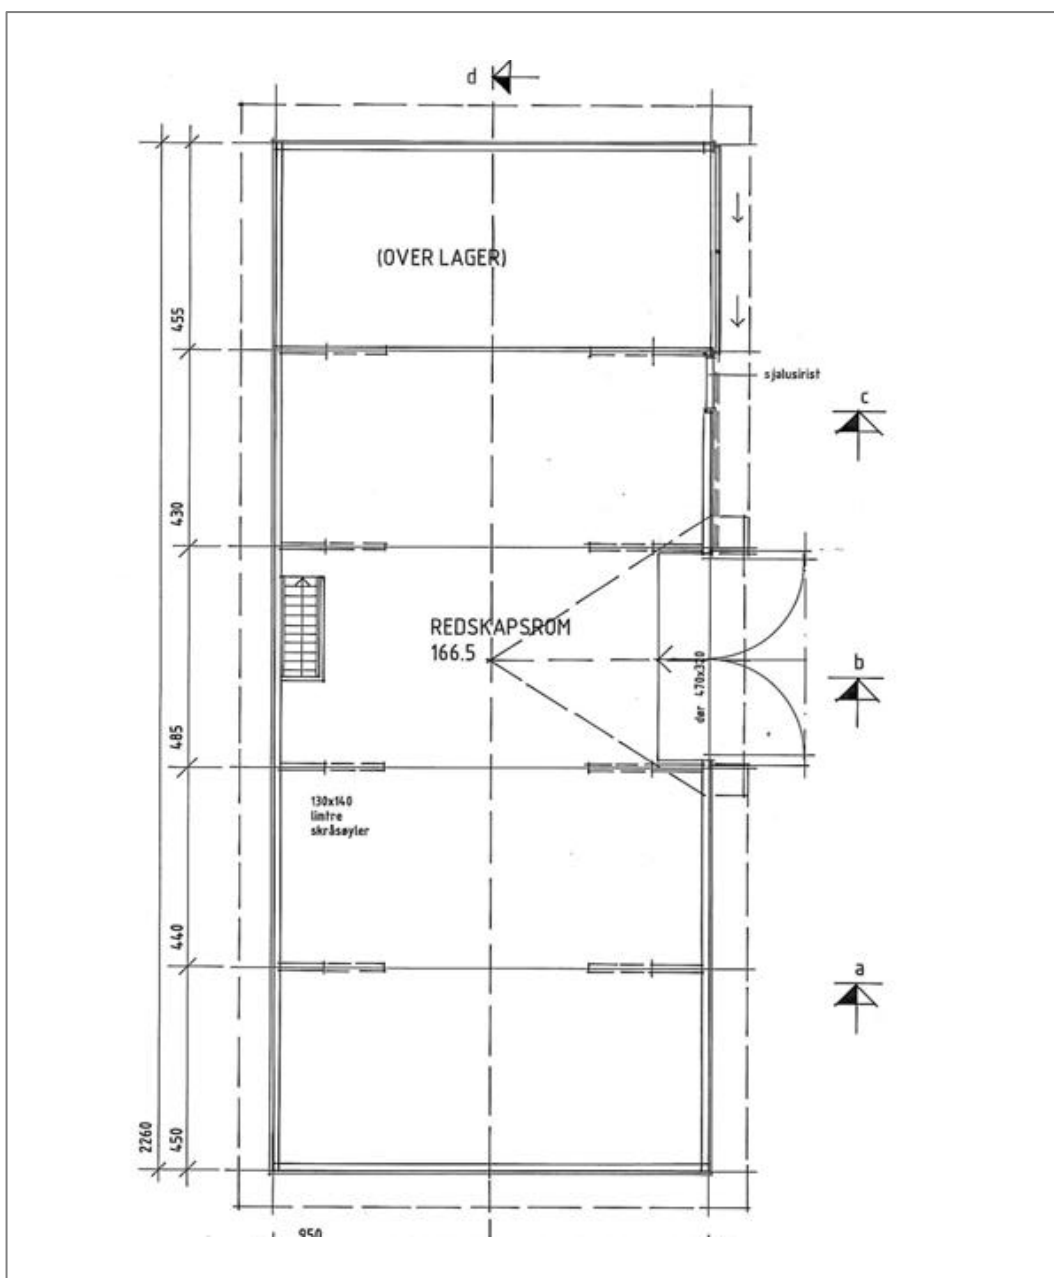 d
(OVER LAGER)
455
sjalusirist
c
430
REDSKAPSROM
166.5
b
dør 470x320
485
130x140
limtre
skråsøyler
440
a
2260
450
950